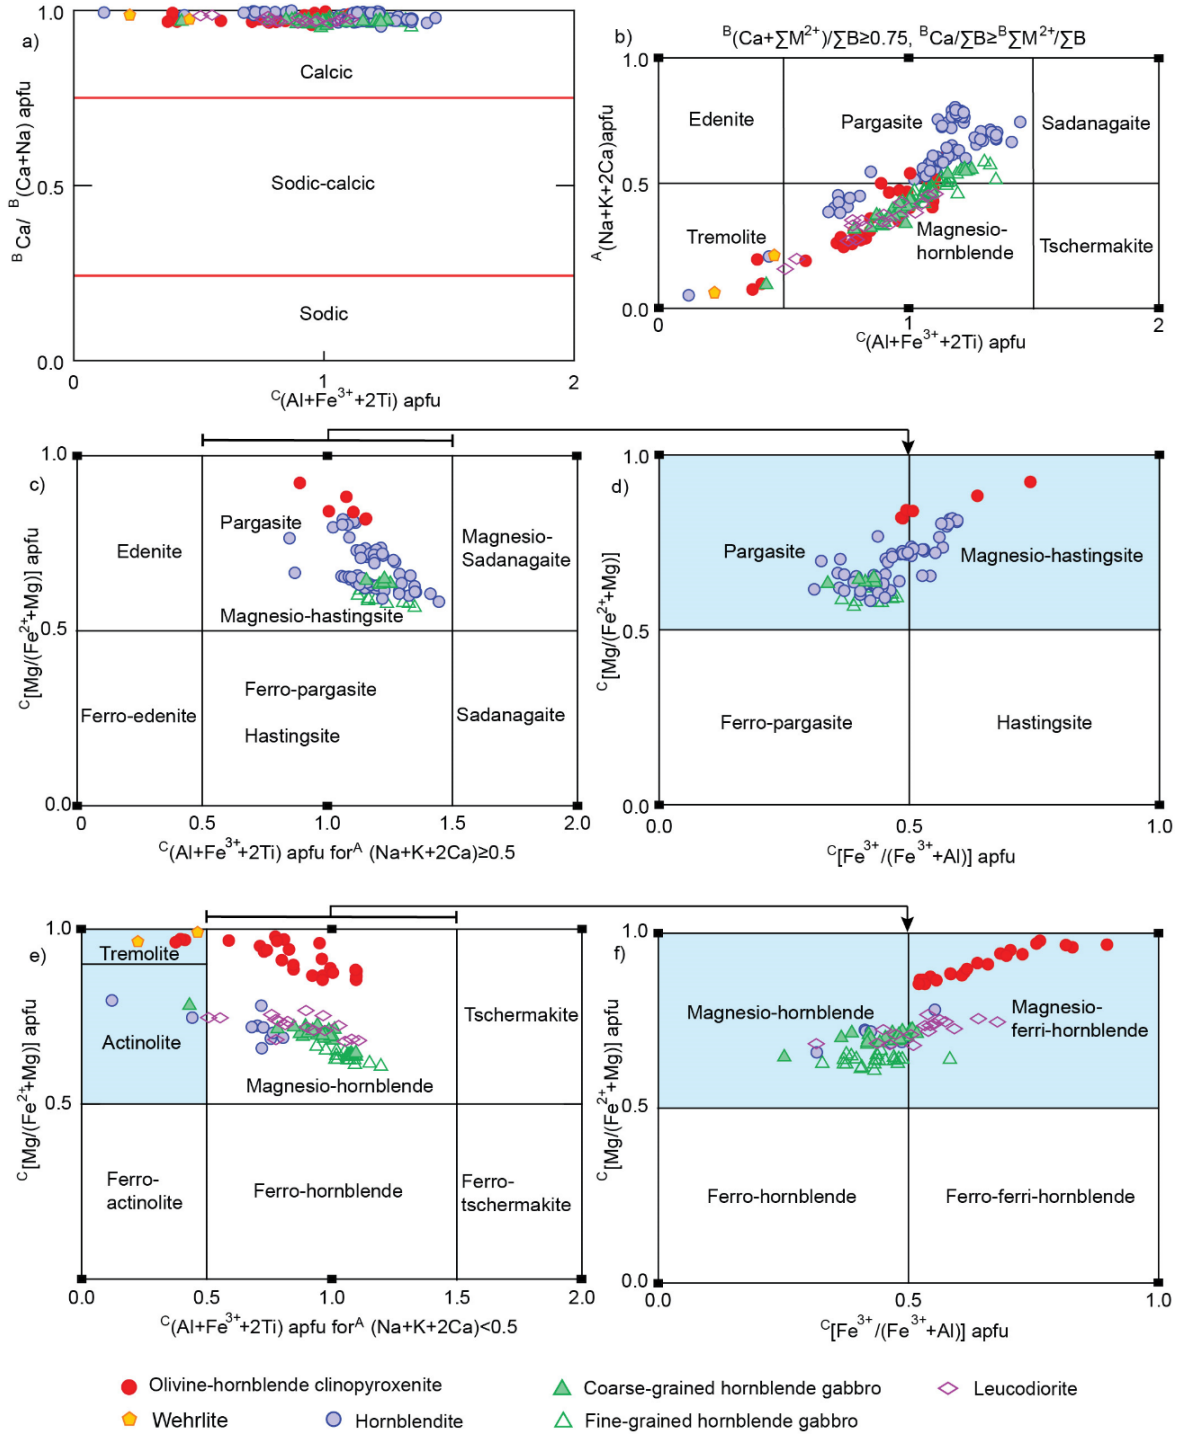 a)
1.0
0.5
0.0
ᴮCa/ ᴮ(Ca+Na) apfu
Calcic
Sodic-calcic
Sodic
0
1
2
ᶜ(Al+Fe³⁺+2Ti) apfu
b)
ᴮ(Ca+∑M²⁺)/∑B≥0.75, ᴮCa/∑B≥ᴮ∑M²⁺/∑B
1.0
0.5
0.0
ᴬ(Na+K+2Ca)apfu
Edenite
Pargasite
Sadanagaite
Tremolite
Magnesio-
hornblende
Tschermakite
0
1
2
ᶜ(Al+Fe³⁺+2Ti) apfu
c)
1.0
0.5
0.0
ᶜ[Mg/(Fe²⁺+Mg)] apfu
Edenite
Pargasite
Magnesio-
Sadanagaite
Magnesio-hastingsite
Ferro-edenite
Ferro-pargasite
Hastingsite
Sadanagaite
0
0.5
1.0
1.5
2.0
ᶜ(Al+Fe³⁺+2Ti) apfu forᴬ (Na+K+2Ca)≥0.5
d)
1.0
0.5
0.0
ᶜ[Mg/(Fe²⁺+Mg)]
Pargasite
Magnesio-hastingsite
Ferro-pargasite
Hastingsite
0.0
0.5
1.0
ᶜ[Fe³⁺/(Fe³⁺+Al)] apfu
e)
1.0
0.5
0.0
ᶜ[Mg/(Fe²⁺+Mg)] apfu
Tremolite
Actinolite
Magnesio-hornblende
Tschermakite
Ferro-
actinolite
Ferro-hornblende
Ferro-
tschermakite
0.0
0.5
1.0
1.5
2.0
ᶜ(Al+Fe³⁺+2Ti) apfu forᴬ (Na+K+2Ca)<0.5
f)
1.0
0.5
0.0
ᶜ[Mg/(Fe²⁺+Mg)] apfu
Magnesio-hornblende
Magnesio-
ferri-hornblende
Ferro-hornblende
Ferro-ferri-hornblende
0.0
0.5
1.0
ᶜ[Fe³⁺/(Fe³⁺+Al)] apfu
Olivine-hornblende clinopyroxenite
Coarse-grained hornblende gabbro
Leucodiorite
Wehrlite
Hornblendite
Fine-grained hornblende gabbro